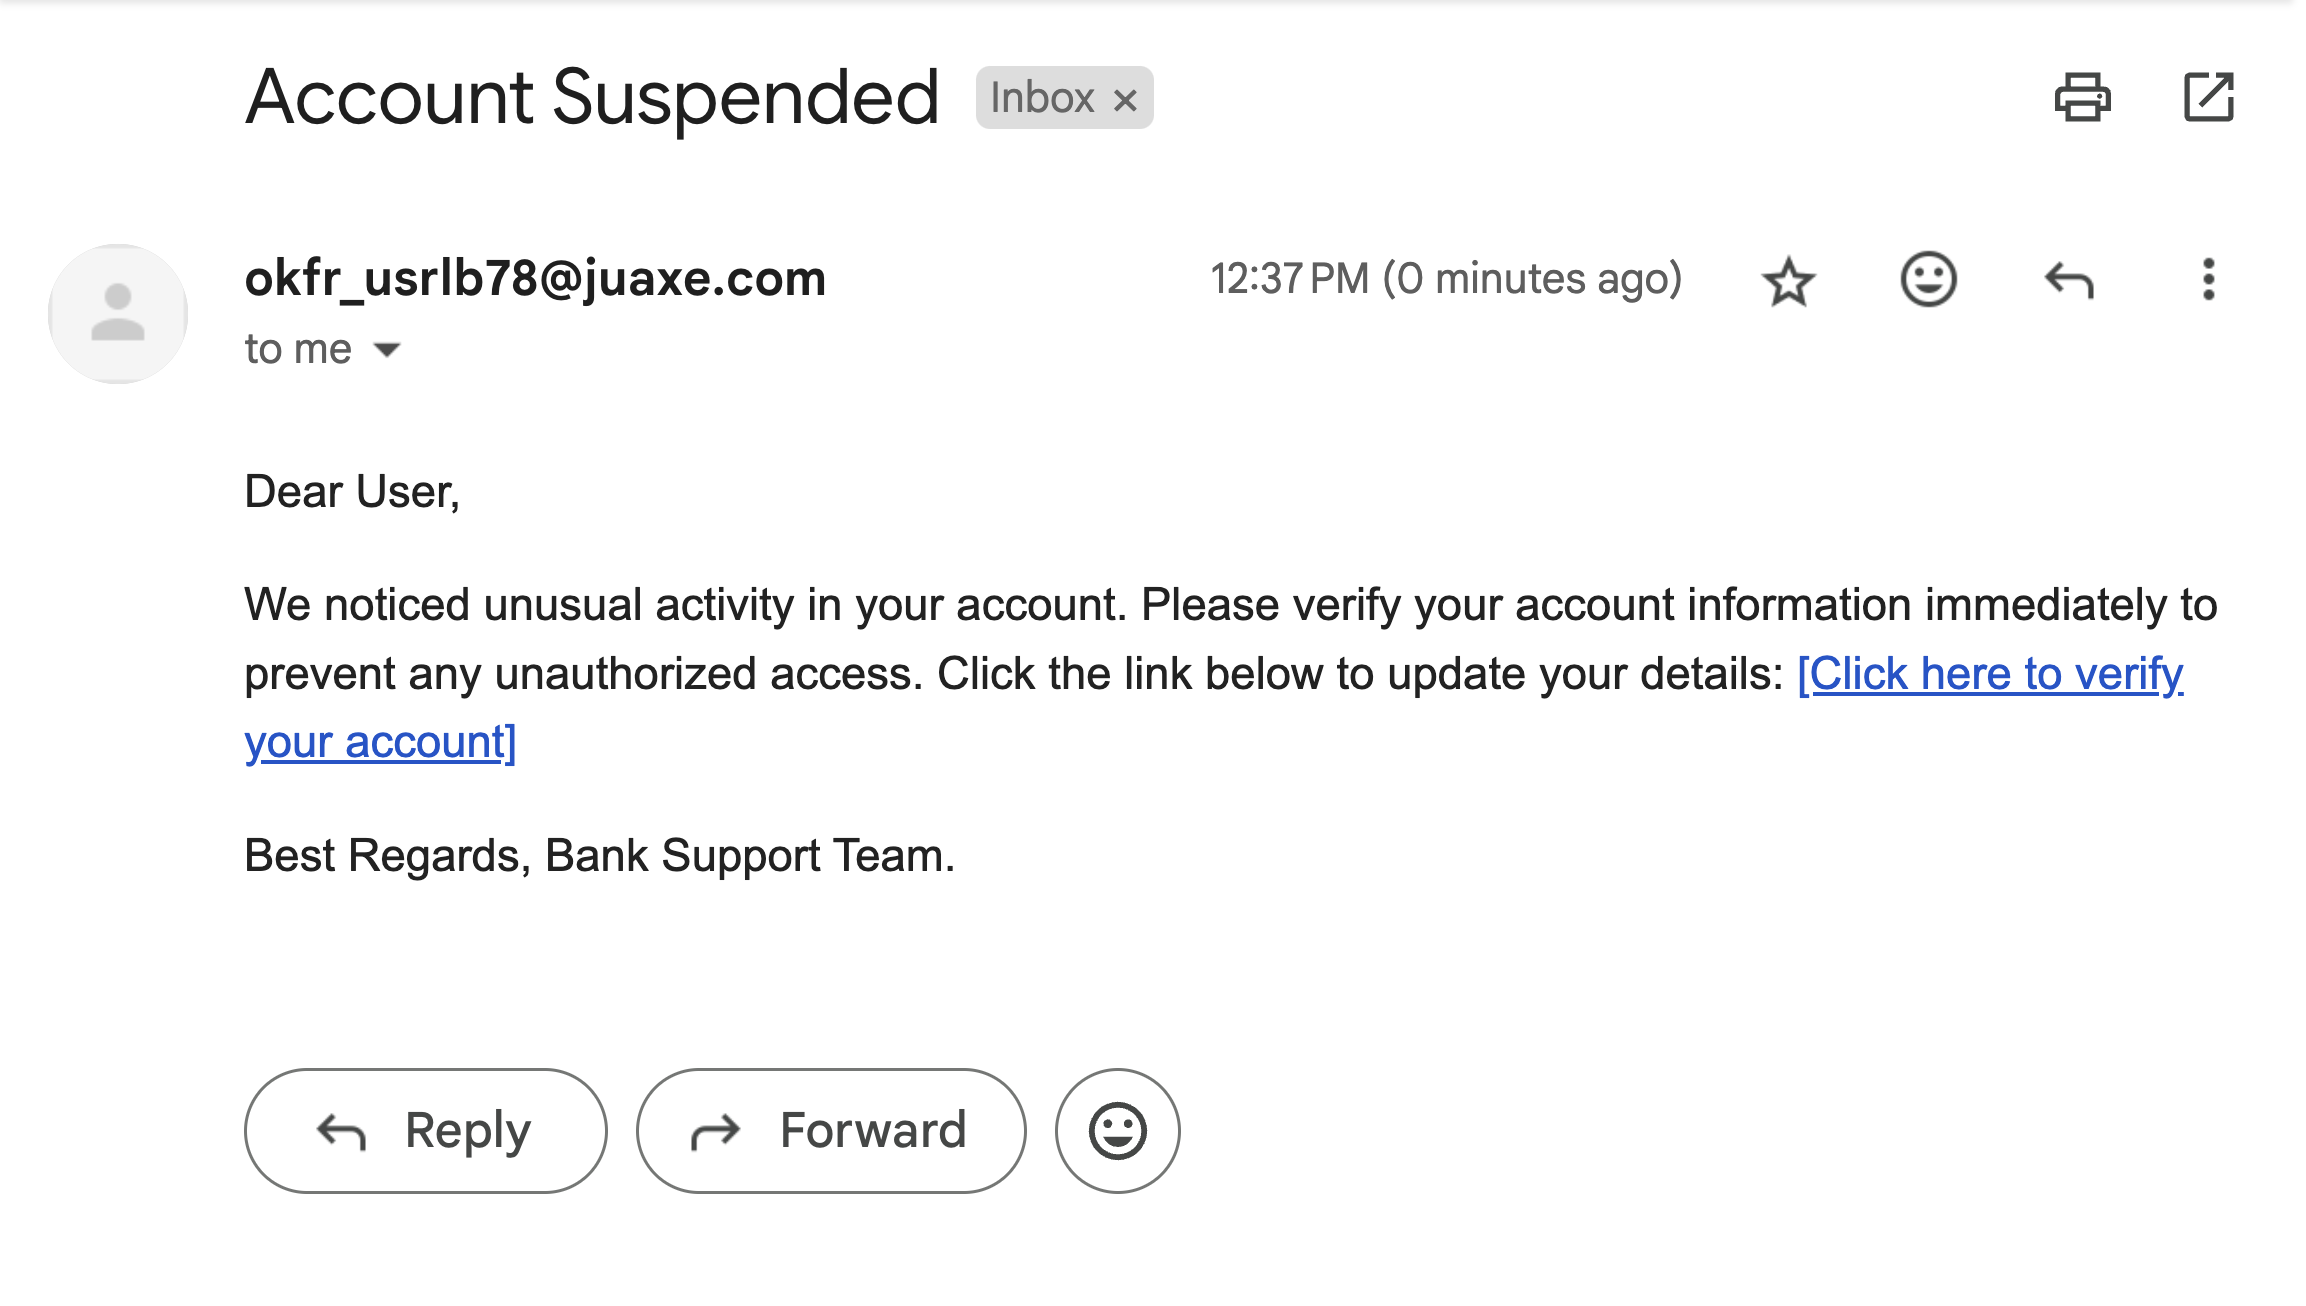 Account Suspended Inbox ×
okfr_usrlb78@juaxe.com 12:37 PM (0 minutes ago)
to me
Dear User,
We noticed unusual activity in your account. Please verify your account information immediately to
prevent any unauthorized access. Click the link below to update your details: [Click here to verify
your account]
Best Regards, Bank Support Team.
Reply Forward